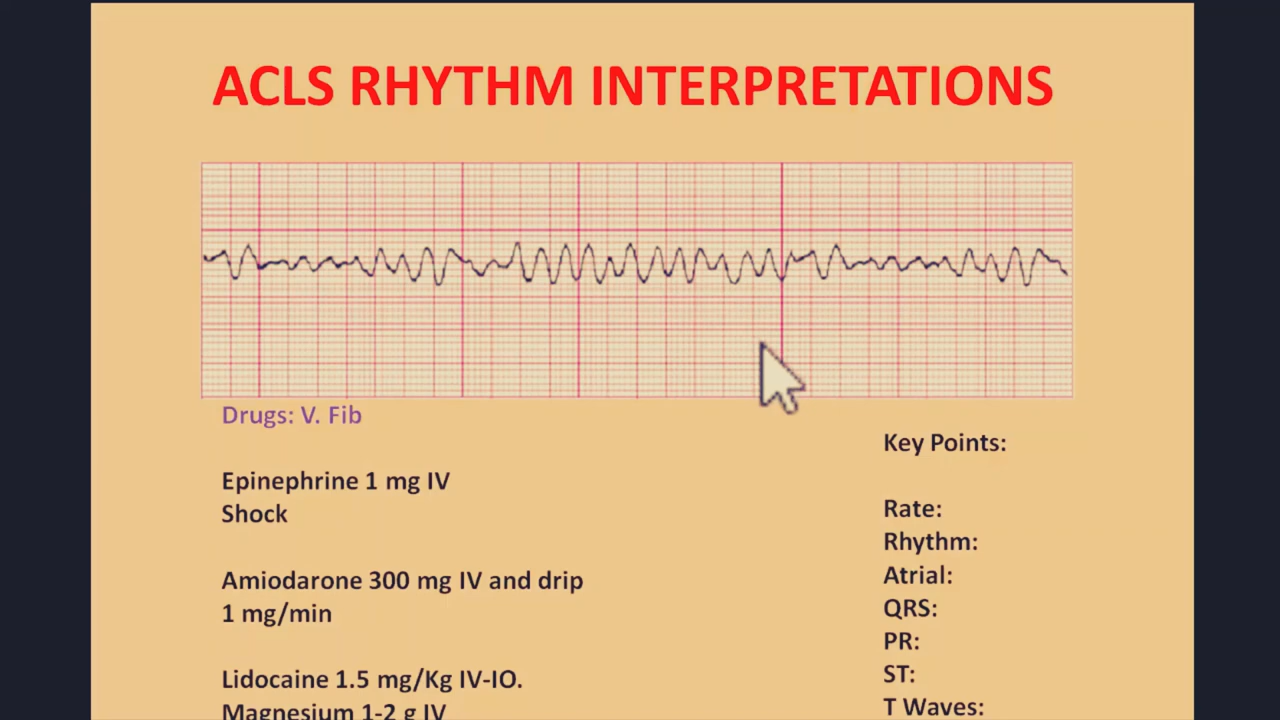 ACLS RHYTHM INTERPRETATIONS
Drugs: V. Fib
Epinephrine 1 mg IV
Shock
Amiodarone 300 mg IV and drip
1 mg/min
Lidocaine 1.5 mg/Kg IV-IO.
Magnesium 1-2 g IV
Key Points:
Rate:
Rhythm:
Atrial:
QRS:
PR:
ST:
T Waves: